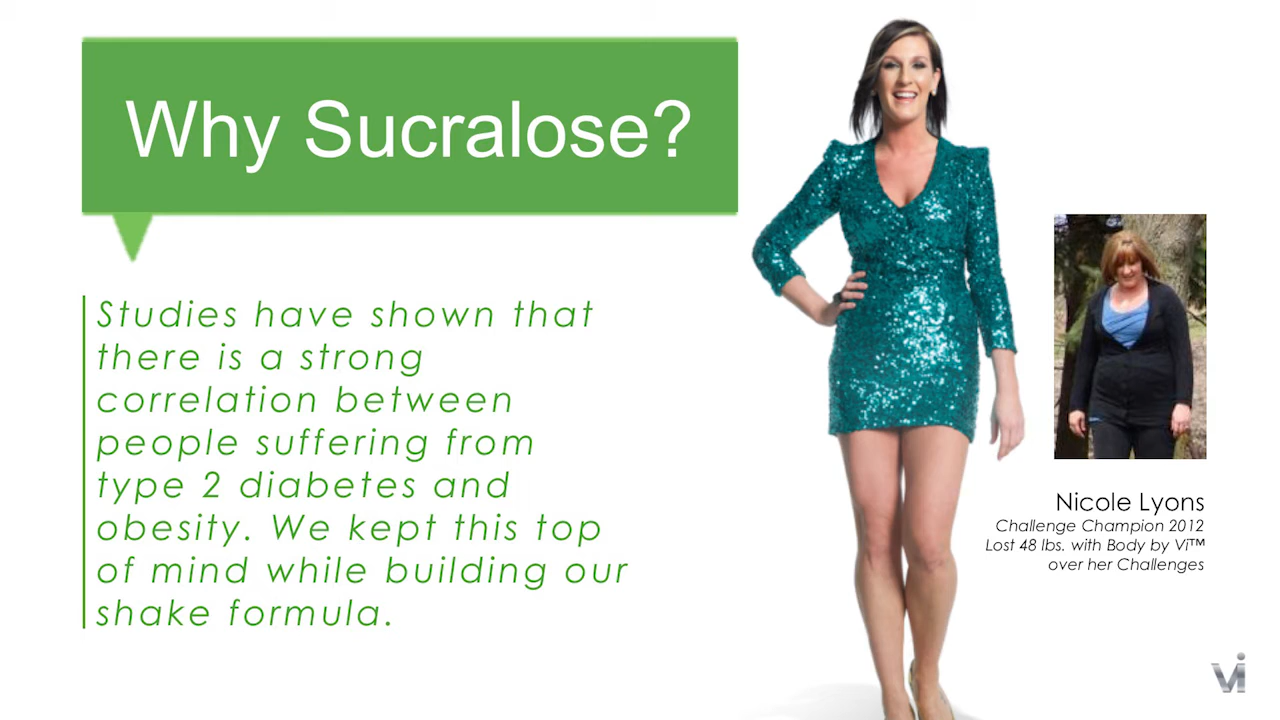 Why Sucralose?
Studies have shown that
there is a strong
correlation between
people suffering from
type 2 diabetes and
obesity. We kept this top
of mind while building our
shake formula.
Nicole Lyons
Challenge Champion 2012
Lost 48 lbs. with Body by Vi™
over her Challenges
vi